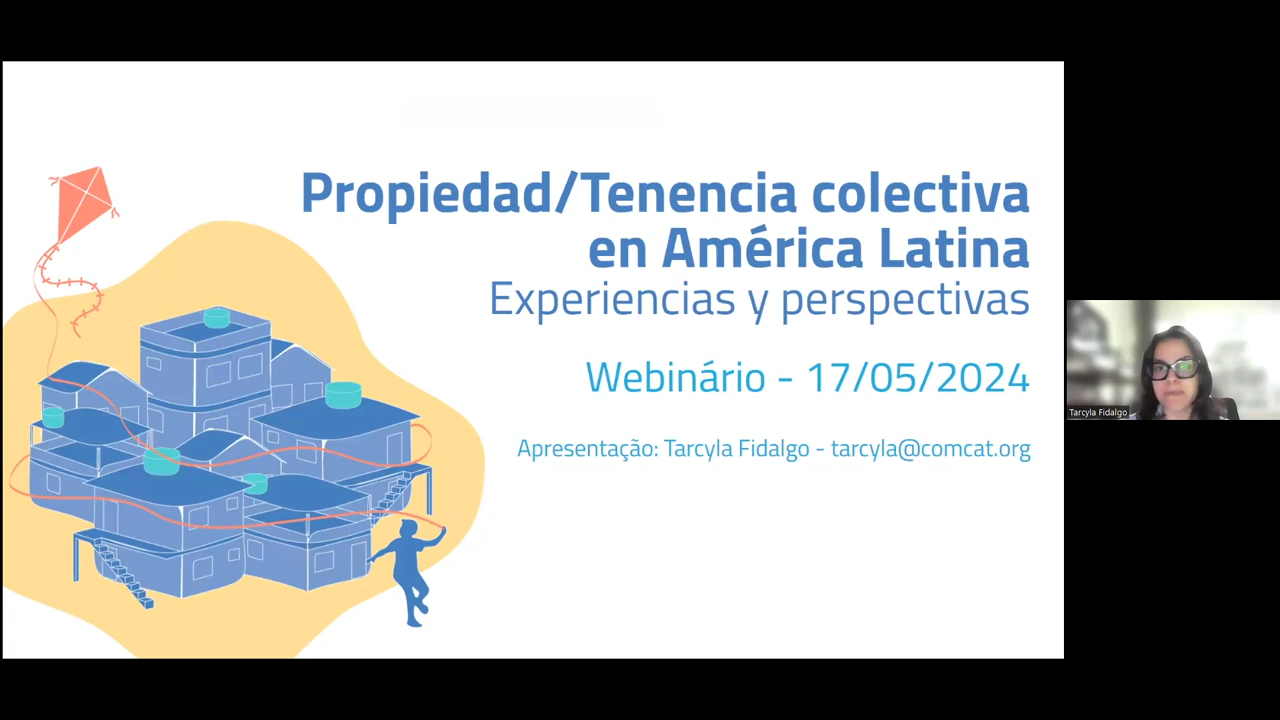 Propiedad/Tenencia colectiva
en América Latina
Experiencias y perspectivas
Webinário - 17/05/2024
Apresentação: Tarcyla Fidalgo - tarcyla@comcat.org
Tarcyla Fidalgo